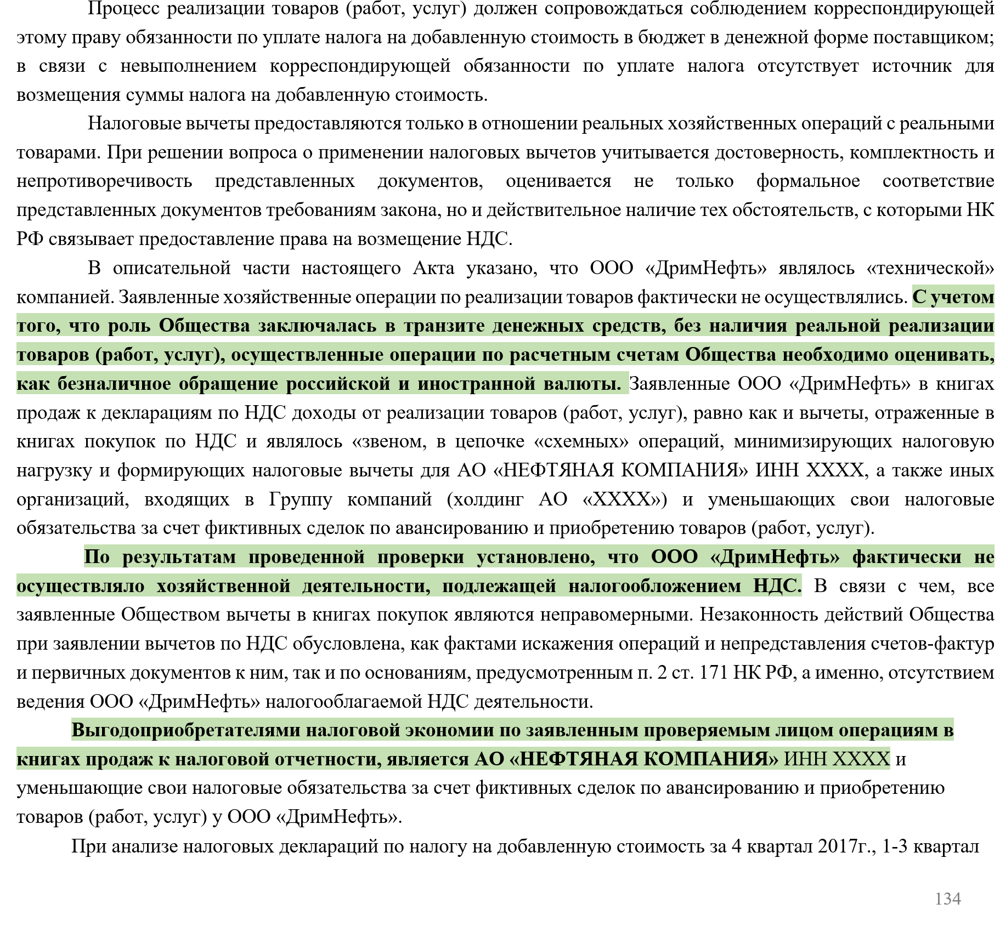 Процесс реализации товаров (работ, услуг) должен сопровождаться соблюдением корреспондирующей
этому праву обязанности по уплате налога на добавленную стоимость в бюджет в денежной форме поставщиком;
в связи с невыполнением корреспондирующей обязанности по уплате налога отсутствует источник для
возмещения суммы налога на добавленную стоимость.
Налоговые вычеты предоставляются только в отношении реальных хозяйственных операций с реальными
товарами. При решении вопроса о применении налоговых вычетов учитывается достоверность, комплектность и
непротиворечивость представленных документов, оценивается не только формальное соответствие
представленных документов требованиям закона, но и действительное наличие тех обстоятельств, с которыми НК
РФ связывает предоставление права на возмещение НДС.
В описательной части настоящего Акта указано, что ООО «ДримНефть» являлось «технической»
компанией. Заявленные хозяйственные операции по реализации товаров фактически не осуществлялись. С учетом
того, что роль Общества заключалась в транзите денежных средств, без наличия реальной реализации
товаров (работ, услуг), осуществленные операции по расчетным счетам Общества необходимо оценивать,
как безналичное обращение российской и иностранной валюты. Заявленные ООО «ДримНефть» в книгах
продаж к декларациям по НДС доходы от реализации товаров (работ, услуг), равно как и вычеты, отраженные в
книгах покупок по НДС и являлось «звеном, в цепочке «схемных» операций, минимизирующих налоговую
нагрузку и формирующих налоговые вычеты для АО «НЕФТЯНАЯ КОМПАНИЯ» ИНН ХХХХ, а также иных
организаций, входящих в Группу компаний (холдинг АО «ХХХХ») и уменьшающих свои налоговые
обязательства за счет фиктивных сделок по авансированию и приобретению товаров (работ, услуг).
По результатам проведенной проверки установлено, что ООО «ДримНефть» фактически не
осуществляло хозяйственной деятельности, подлежащей налогообложением НДС. В связи с чем, все
заявленные Обществом вычеты в книгах покупок являются неправомерными. Незаконность действий Общества
при заявлении вычетов по НДС обусловлена, как фактами искажения операций и непредставления счетов-фактур
и первичных документов к ним, так и по основаниям, предусмотренным п. 2 ст. 171 НК РФ, а именно, отсутствием
ведения ООО «ДримНефть» налогооблагаемой НДС деятельности.
Выгодоприобретателями налоговой экономии по заявленным проверяемым лицом операциям в
книгах продаж к налоговой отчетности, является АО «НЕФТЯНАЯ КОМПАНИЯ» ИНН ХХХХ и
уменьшающие свои налоговые обязательства за счет фиктивных сделок по авансированию и приобретению
товаров (работ, услуг) у ООО «ДримНефть».
При анализе налоговых деклараций по налогу на добавленную стоимость за 4 квартал 2017г., 1-3 квартал
134